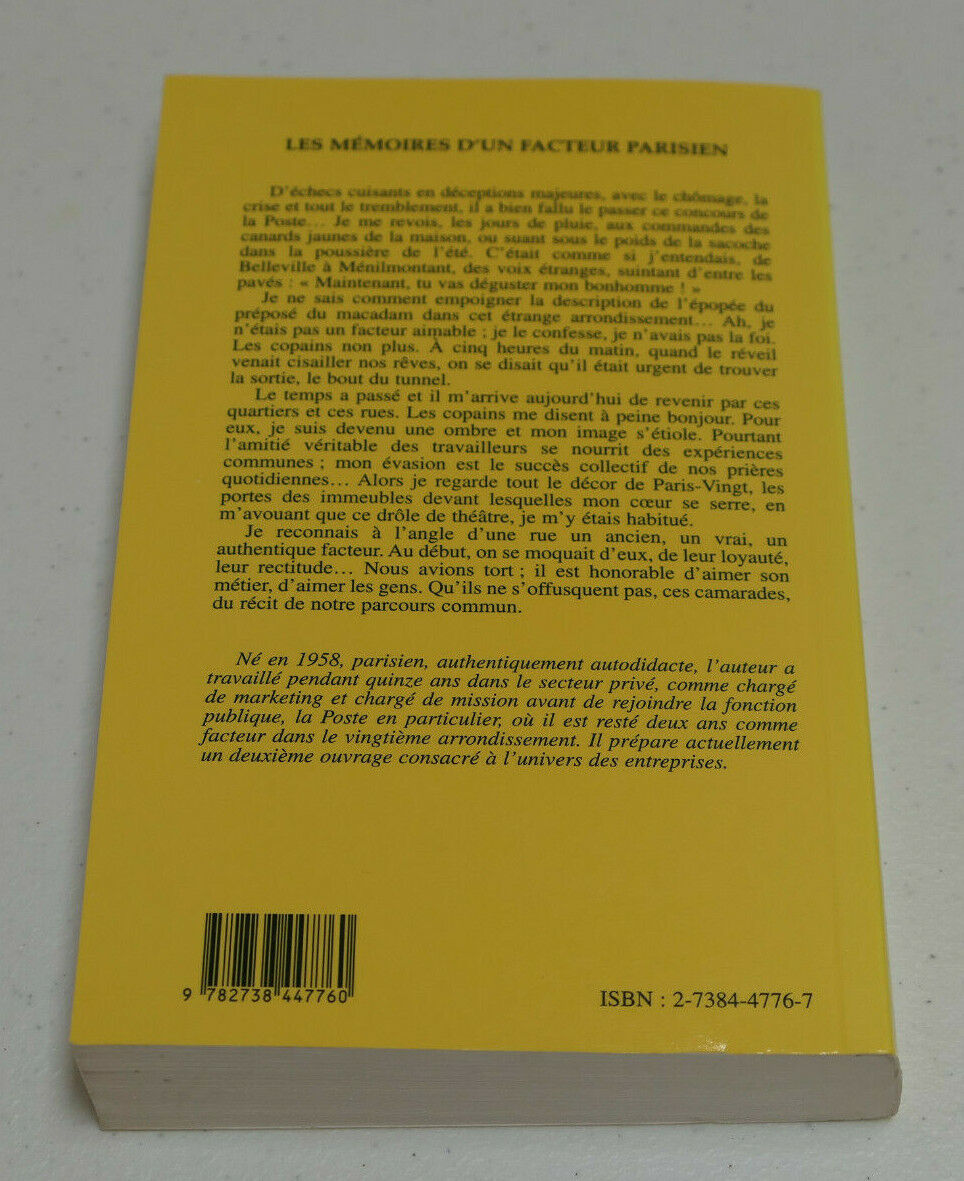 LES MÉMOIRES D'UN FACTEUR PARISIEN
D'échecs cuisants en déceptions majeures, avec le chômage, la
crise et tout le tremblement, il a bien fallu le passer ce concours de
la Poste... Je me revois, les jours de pluie, aux commandes des
canards jaunes de la maison, ou suant sous le poids de la sacoche
dans la poussière de l'été. C'était comme si j'entendais, de
Belleville à Ménilmontant, des voix étranges, suintant d'entre les
pavés : « Maintenant, tu vas déguster mon bonhomme ! »
Je ne sais comment empoigner la description de l'épopée du
préposé du macadam dans cet étrange arrondissement... Ah, je
n'étais pas un facteur aimable ; je le confesse, je n'avais pas la foi.
Les copains non plus. À cinq heures du matin, quand le réveil
venait cisailler nos rêves, on se disait qu'il était urgent de trouver
la sortie, le bout du tunnel.
Le temps a passé et il m'arrive aujourd'hui de revenir par ces
quartiers et ces rues. Les copains me disent à peine bonjour. Pour
eux, je suis devenu une ombre et mon image s'étiole. Pourtant
l'amitié véritable des travailleurs se nourrit des expériences
communes ; mon évasion est le succès collectif de nos prières
quotidiennes... Alors je regarde tout le décor de Paris-Vingt, les
portes des immeubles devant lesquelles mon cœur se serre, en
m'avouant que ce drôle de théâtre, je m'y étais habitué.
Je reconnais à l'angle d'une rue un ancien, un vrai, un
authentique facteur. Au début, on se moquait d'eux, de leur loyauté,
leur rectitude... Nous avions tort ; il est honorable d'aimer son
métier, d'aimer les gens. Qu'ils ne s'offusquent pas, ces camarades,
du récit de notre parcours commun.
Né en 1958, parisien, authentiquement autodidacte, l'auteur a
travaillé pendant quinze ans dans le secteur privé, comme chargé
de marketing et chargé de mission avant de rejoindre la fonction
publique, la Poste en particulier, où il est resté deux ans comme
facteur dans le vingtième arrondissement. Il prépare actuellement
un deuxième ouvrage consacré à l'univers des entreprises.
9 782738 447760
ISBN : 2-7384-4776-7